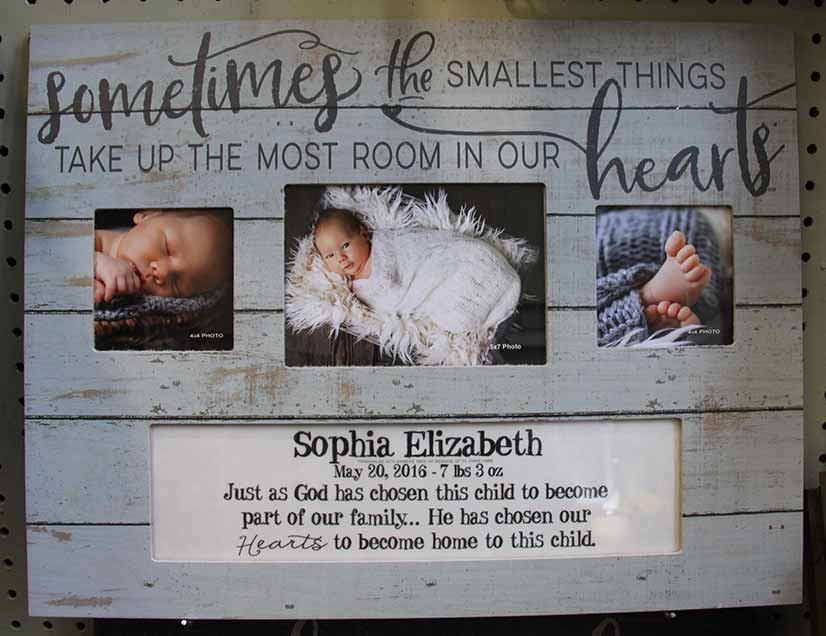 sometimes the SMALLEST THINGS
TAKE UP THE MOST ROOM IN OUR hearts
4x4 PHOTO
5x7 Photo
4x4 PHOTO
Sophia Elizabeth
May 20, 2016 - 7 lbs 3 oz
Just as God has chosen this child to become
part of our family... He has chosen our
Hearts to become home to this child.